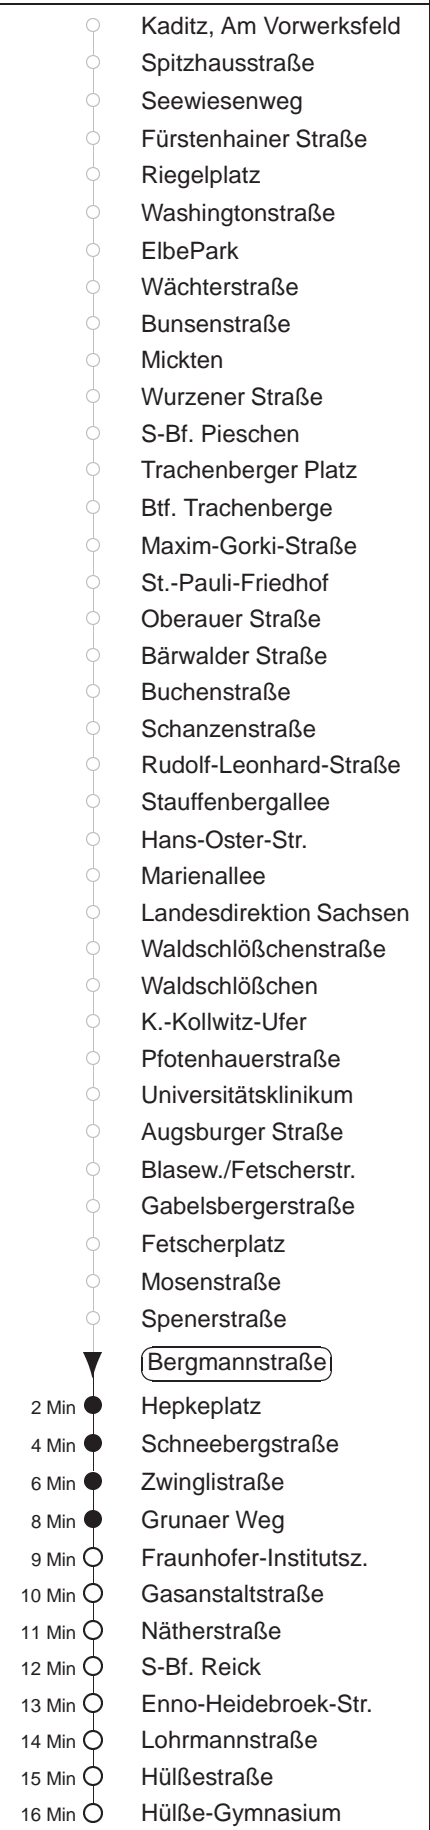 Kaditz, Am Vorwerksfeld
Spitzhausstraße
Seewiesenweg
Fürstenhainer Straße
Riegelplatz
Washingtonstraße
ElbePark
Wächterstraße
Bunsenstraße
Mickten
Wurzener Straße
S-Bf. Pieschen
Trachenberger Platz
Btf. Trachenberge
Maxim-Gorki-Straße
St.-Pauli-Friedhof
Oberauer Straße
Bärwalder Straße
Buchenstraße
Schanzenstraße
Rudolf-Leonhard-Straße
Stauffenbergallee
Hans-Oster-Str.
Marienallee
Landesdirektion Sachsen
Waldschlößchenstraße
Waldschlößchen
K.-Kollwitz-Ufer
Pfotenhauerstraße
Universitätsklinikum
Augsburger Straße
Blasew./Fetscherstr.
Gabelsbergerstraße
Fetscherplatz
Mosenstraße
Spenerstraße
Bergmannstraße
2 Min Hepkeplatz
4 Min Schneebergstraße
6 Min Zwinglistraße
8 Min Grunaer Weg
9 Min Fraunhofer-Institutsz.
10 Min Gasanstaltstraße
11 Min Nätherstraße
12 Min S-Bf. Reick
13 Min Enno-Heidebroek-Str.
14 Min Lohrmannstraße
15 Min Hülßestraße
16 Min Hülße-Gymnasium